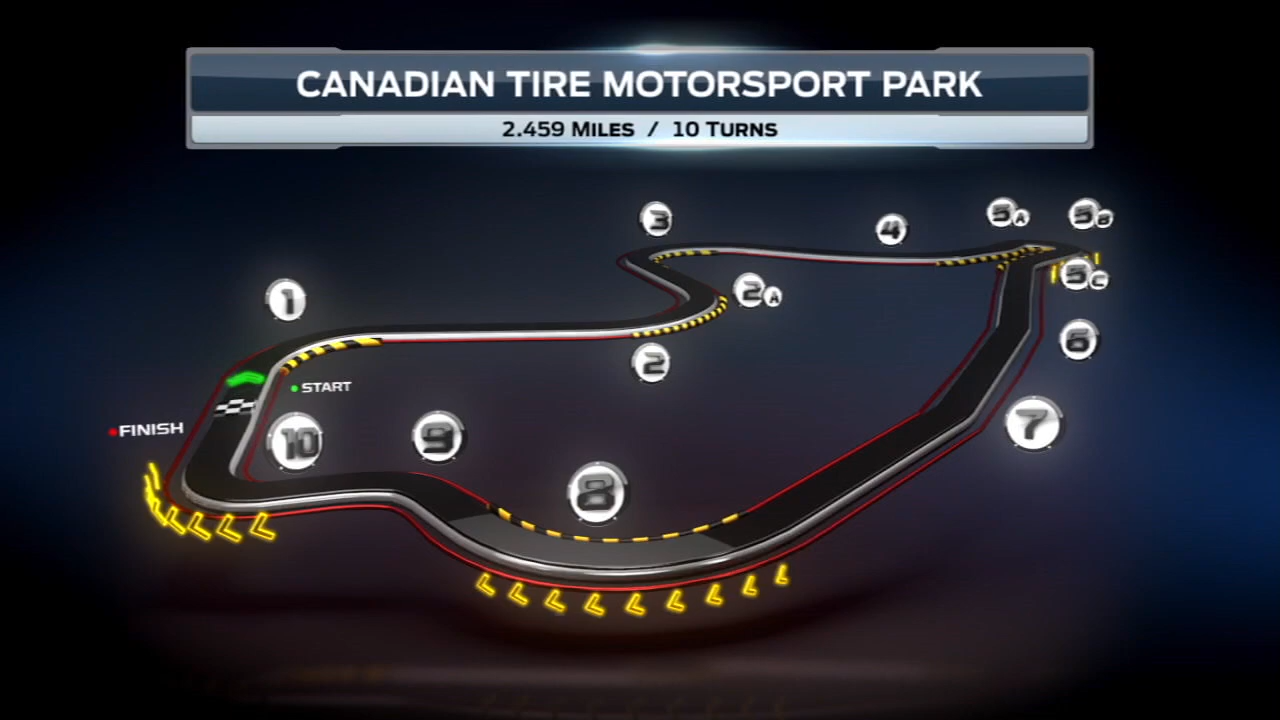 CANADIAN TIRE MOTORSPORT PARK
2.459 MILES / 10 TURNS
3
4
5A
5B
5C
1
2A
2
6
START
FINISH
10
9
7
8